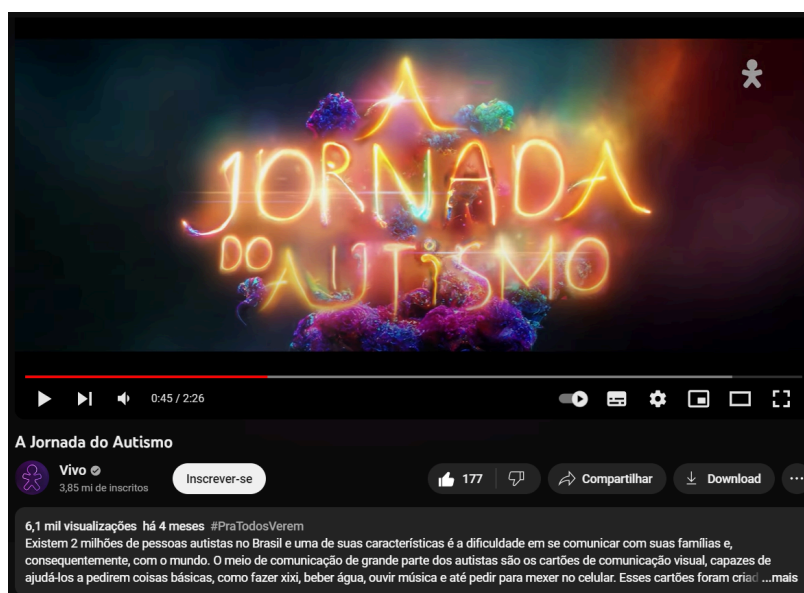 A
JORNADA
DO AUTISMO
0:45 / 2:26
A Jornada do Autismo
Vivo
3,85 mi de inscritos
Inscrever-se
177
Compartilhar
Download
6,1 mil visualizações há 4 meses #PraTodosVerem
Existem 2 milhões de pessoas autistas no Brasil e uma de suas características é a dificuldade em se comunicar com suas famílias e,
consequentemente, com o mundo. O meio de comunicação de grande parte dos autistas são os cartões de comunicação visual, capazes de
ajudá-los a pedirem coisas básicas, como fazer xixi, beber água, ouvir música e até pedir para mexer no celular. Esses cartões foram criad ...mais